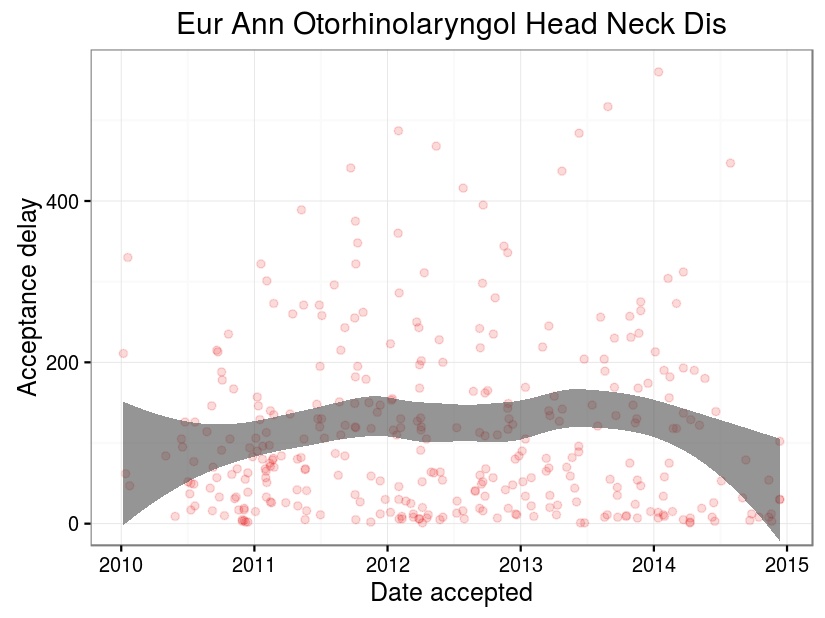 Eur Ann Otorhinolaryngol Head Neck Dis
Acceptance delay
400
200
0
2010 2011 2012 2013 2014 2015
Date accepted